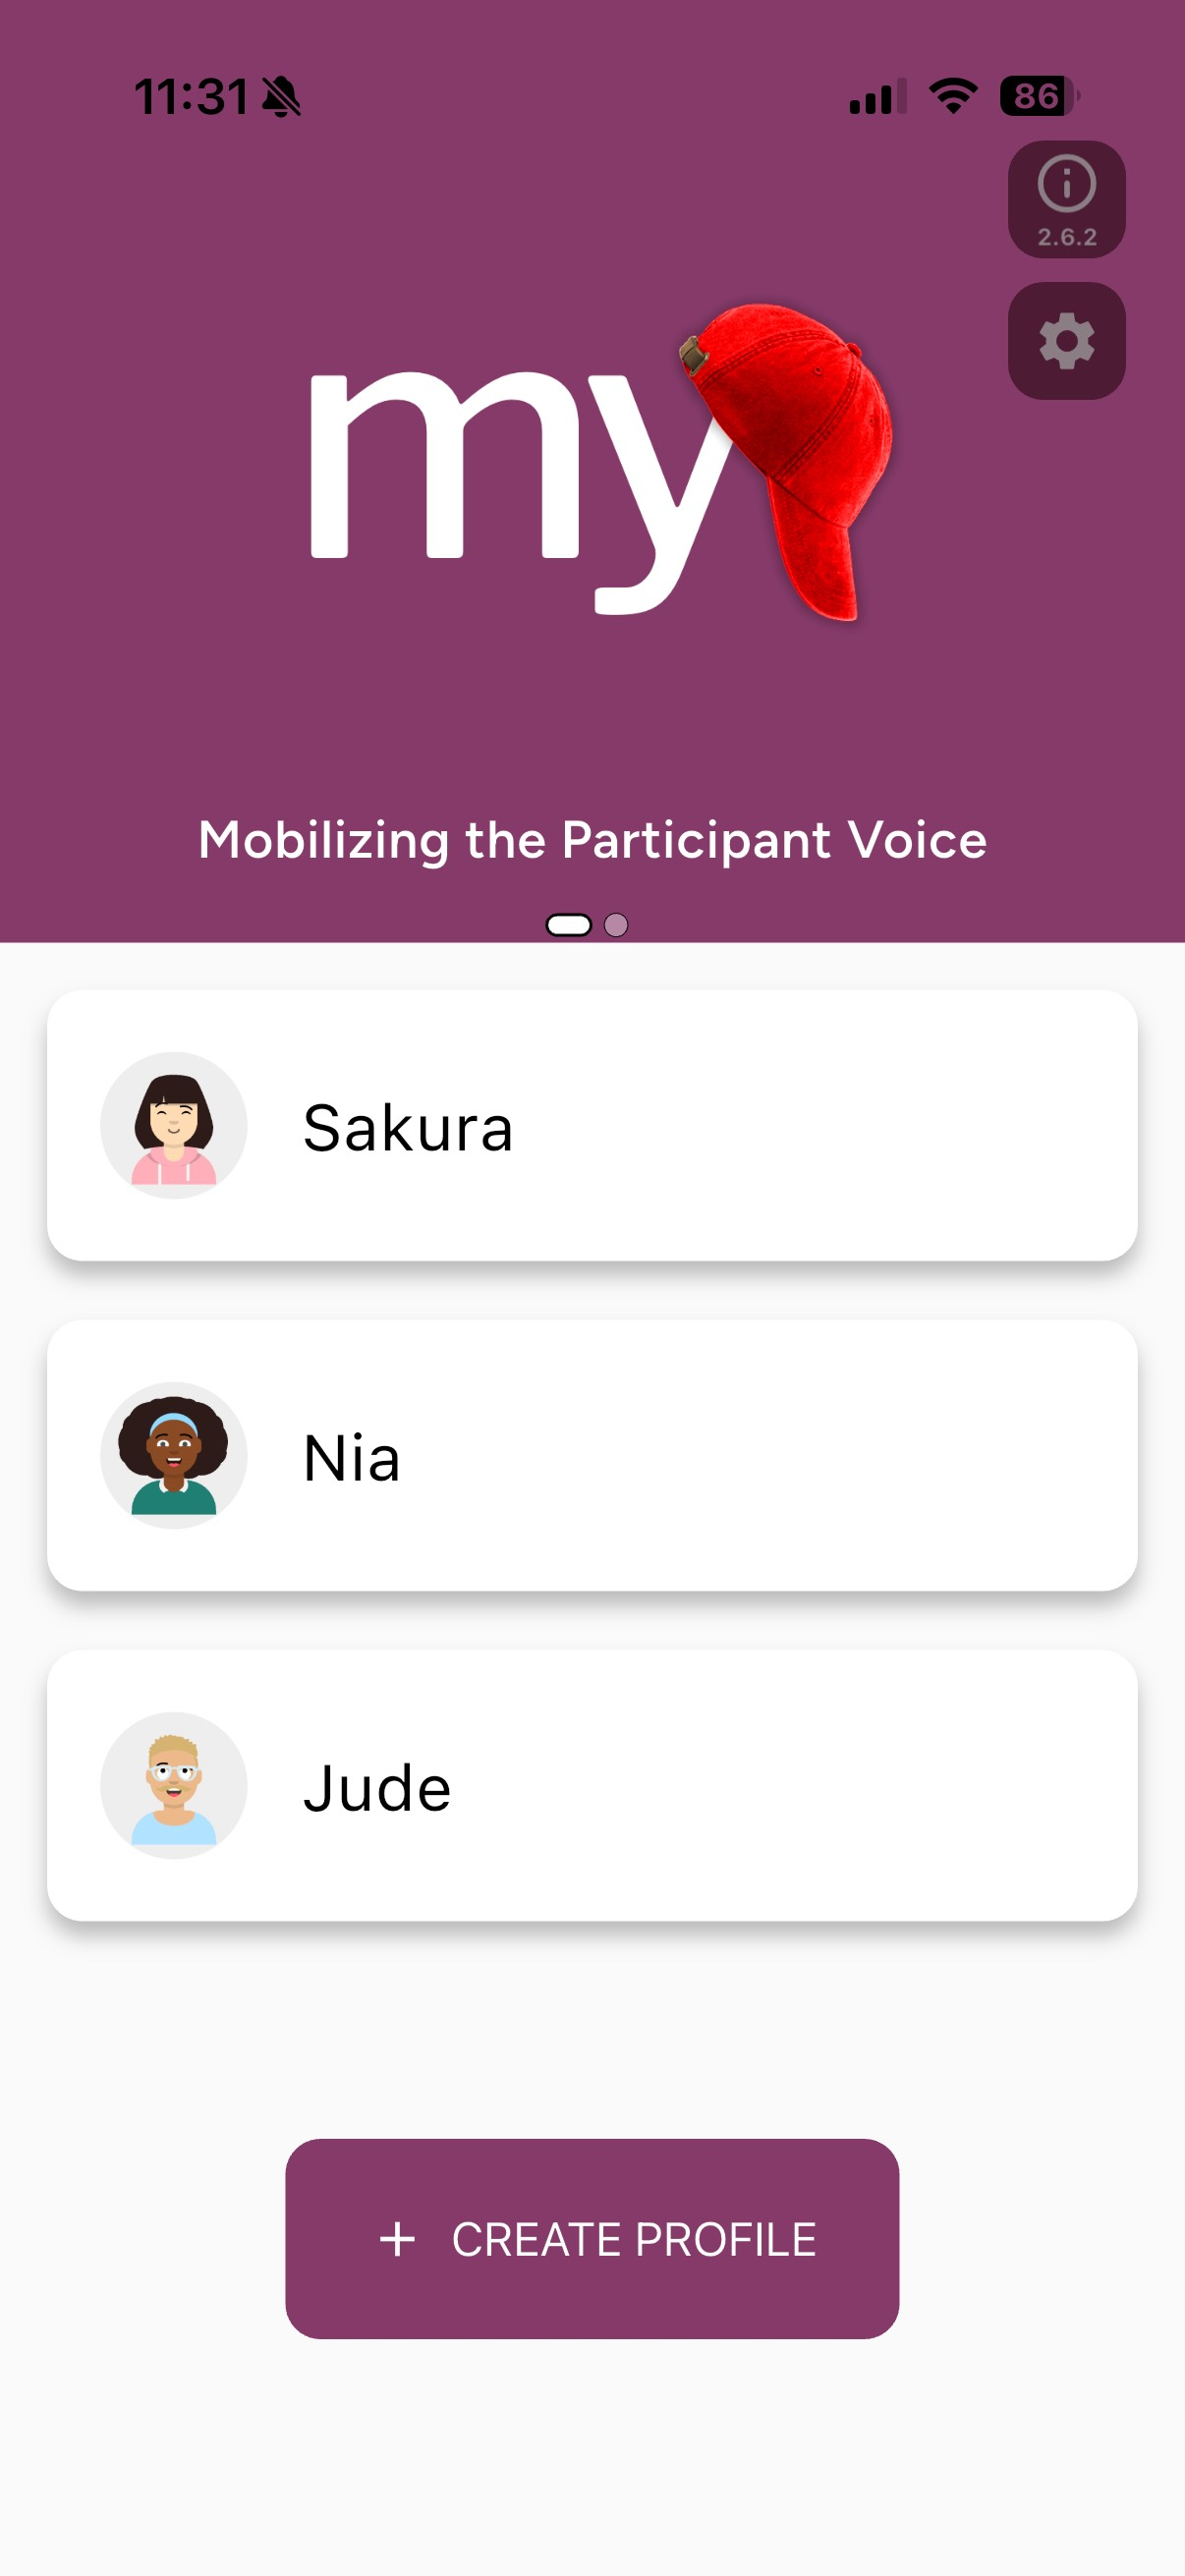 11:31
86
2.6.2
my
Mobilizing the Participant Voice
Sakura
Nia
Jude
+ CREATE PROFILE